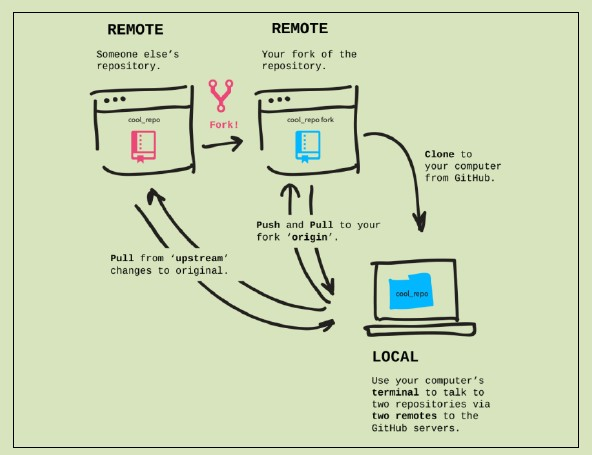 REMOTE
Someone else's
repository.
cool_repo
Fork!
REMOTE
Your fork of the
repository.
cool_repo fork
Clone to
your computer
from GitHub.
Push and Pull to your
fork 'origin'.
Pull from 'upstream'
changes to original.
cool_repo
LOCAL
Use your computer's
terminal to talk to
two repositories via
two remotes to the
GitHub servers.